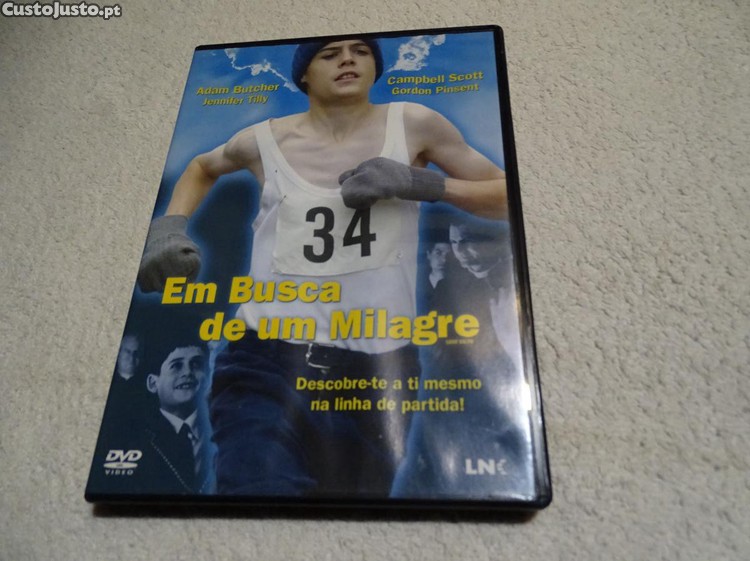 CustoJusto.pt
Adam Butcher
Jennifer Tilly
Campbell Scott
Gordon Pinsent
34
Em Busca
de um Milagre
Descobre-te a ti mesmo
na linha de partida!
DVD
VIDEO
LNK